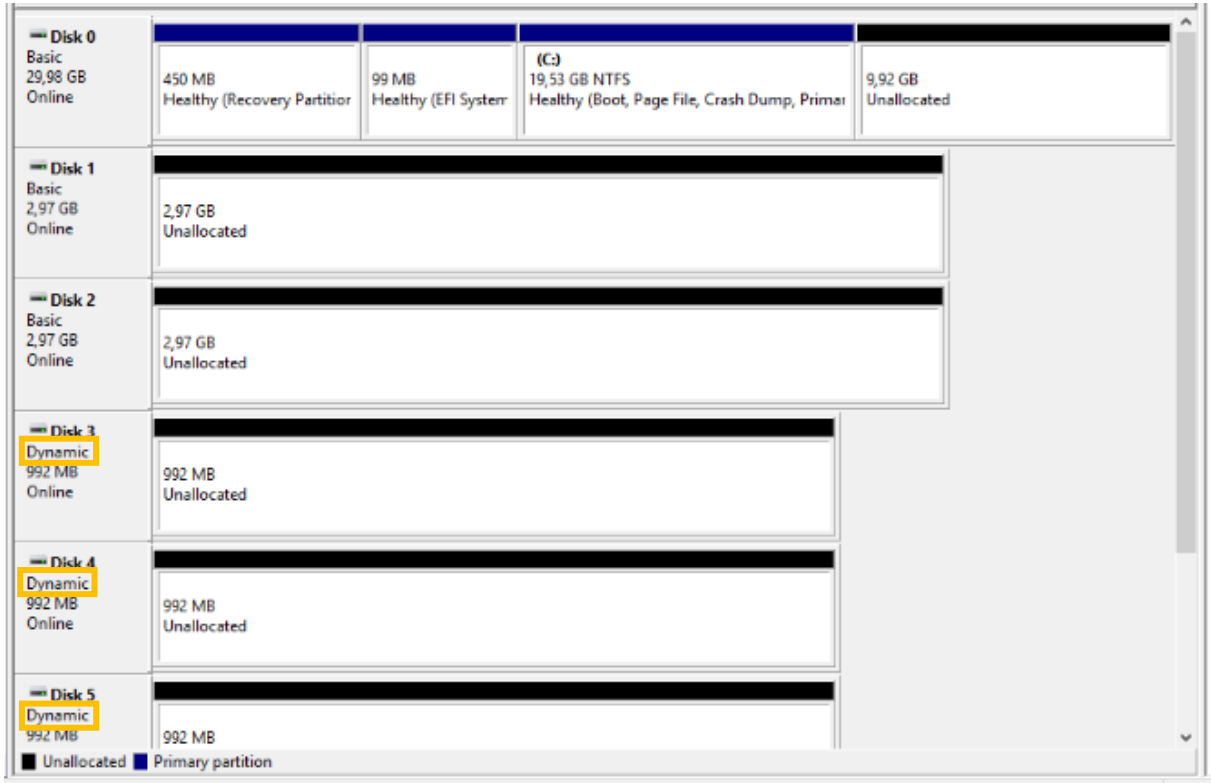 Disk 0
Basic
29,98 GB
Online
450 MB
Healthy (Recovery Partition
99 MB
Healthy (EFI System
(C:)
19,53 GB NTFS
Healthy (Boot, Page File, Crash Dump, Primar
9,92 GB
Unallocated
Disk 1
Basic
2,97 GB
Online
2,97 GB
Unallocated
Disk 2
Basic
2,97 GB
Online
2,97 GB
Unallocated
Disk 3
Dynamic
992 MB
Online
992 MB
Unallocated
Disk 4
Dynamic
992 MB
Online
992 MB
Unallocated
Disk 5
Dynamic
992 MB
992 MB
Unallocated Primary partition